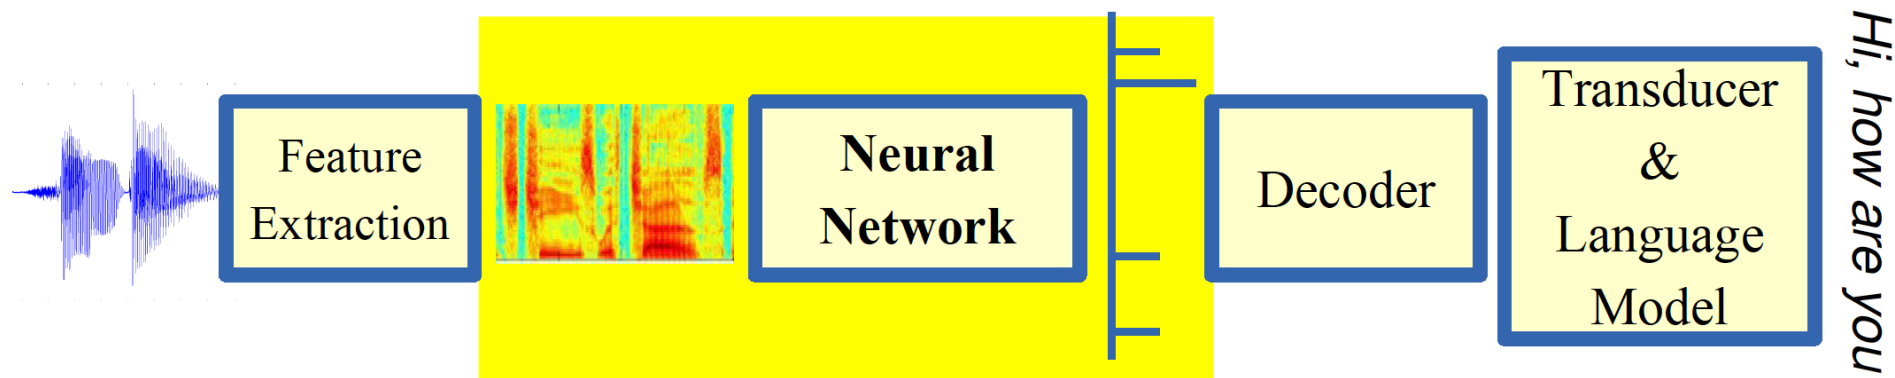 Feature
Extraction
Neural
Network
Decoder
Transducer
&
Language
Model
Hi, how are you